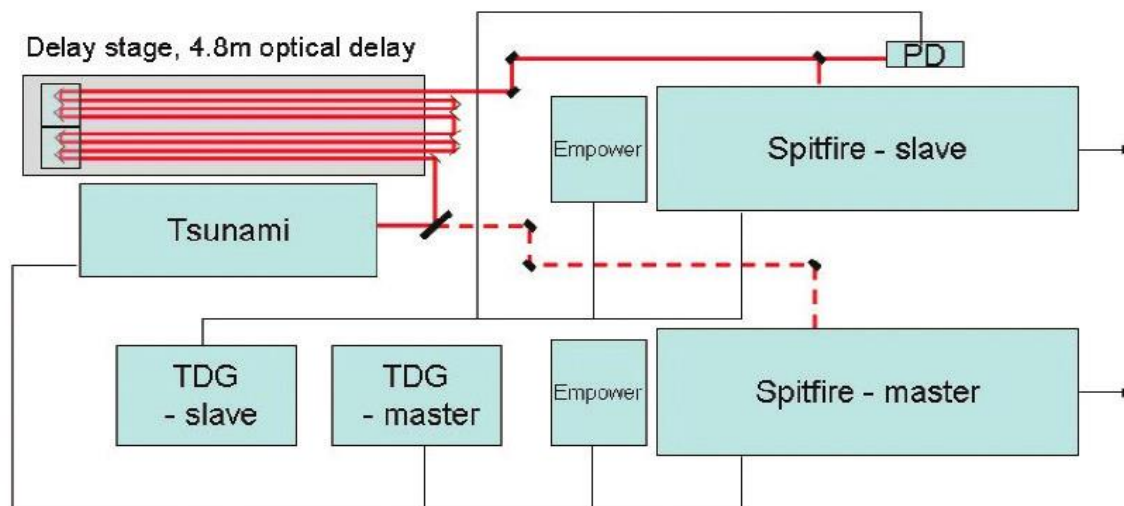 Delay stage, 4.8m optical delay
PD
Empower
Spitfire - slave
Tsunami
TDG
- slave
TDG
- master
Empower
Spitfire - master